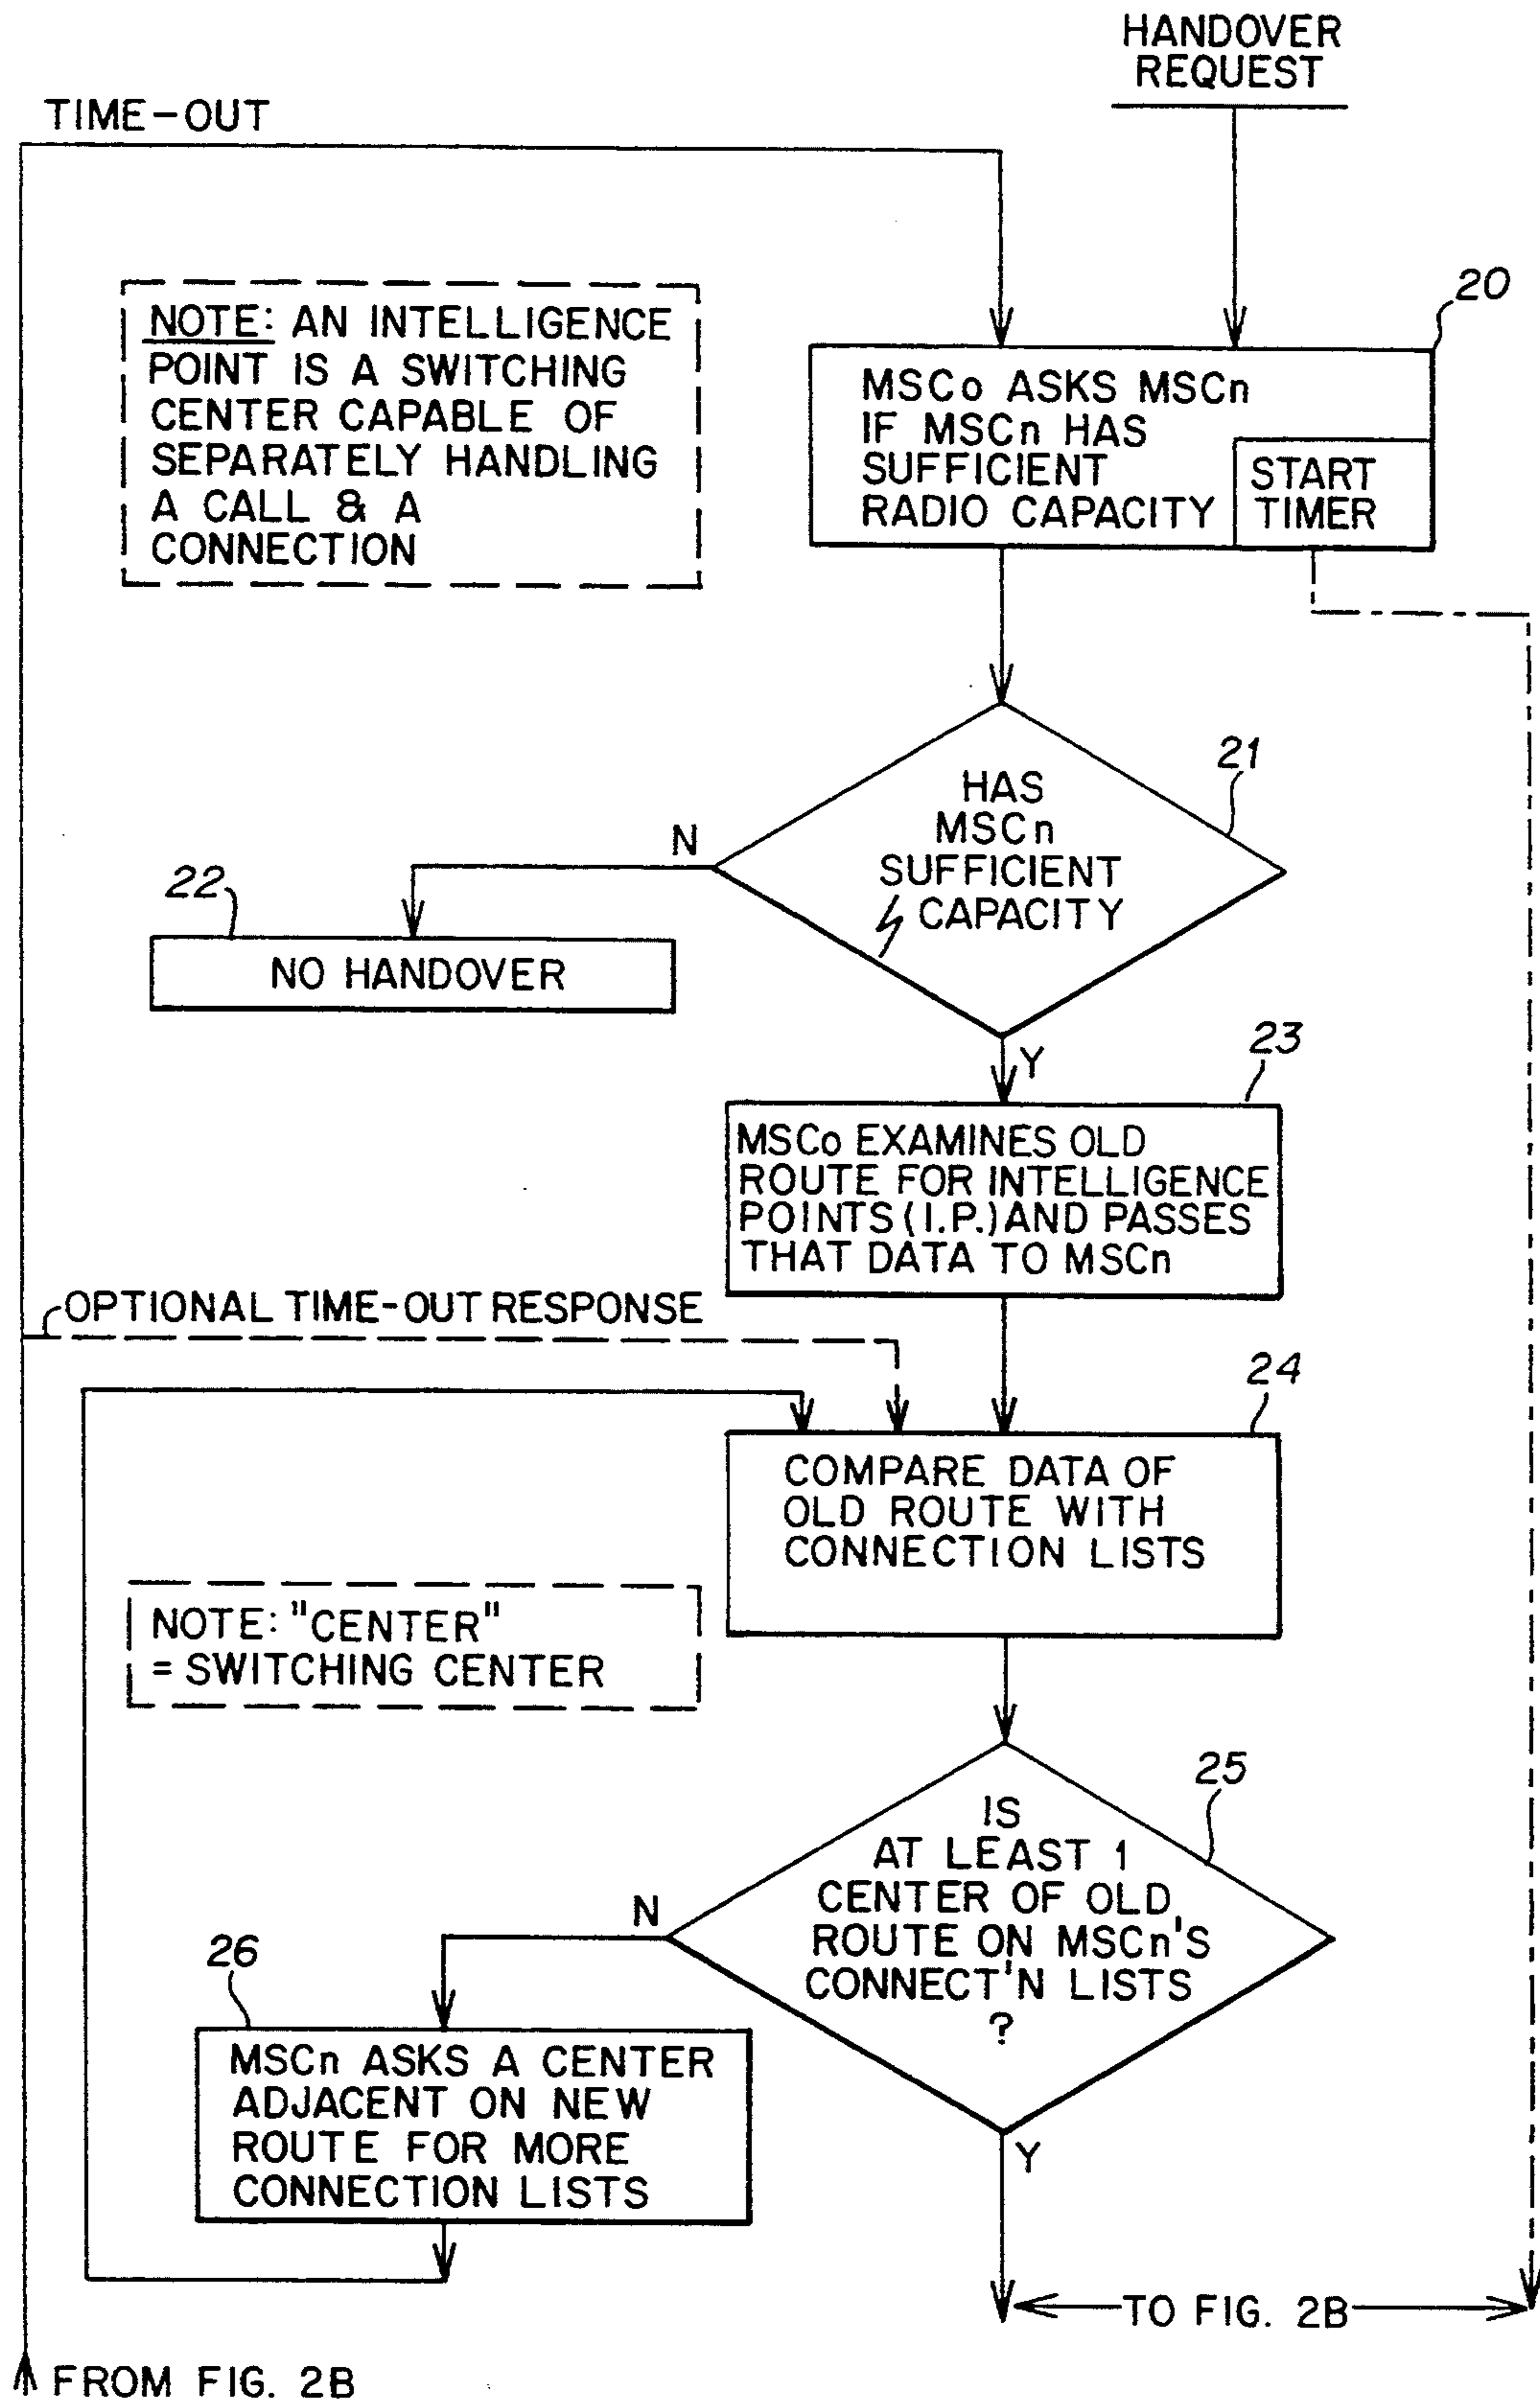 HANDOVER
REQUEST
TIME-OUT
20
NOTE: AN INTELLIGENCE
POINT IS A SWITCHING
CENTER CAPABLE OF
SEPARATELY HANDLING
A CALL & A
CONNECTION
MSCo ASKS MSCn
IF MSCn HAS
SUFFICIENT
RADIO CAPACITY
START
TIMER
21
HAS
MSCn
SUFFICIENT
CAPACITY
N
22
NO HANDOVER
Y
23
MSCo EXAMINES OLD
ROUTE FOR INTELLIGENCE
POINTS (I.P.) AND PASSES
THAT DATA TO MSCn
OPTIONAL TIME-OUT RESPONSE
24
COMPARE DATA OF
OLD ROUTE WITH
CONNECTION LISTS
NOTE: "CENTER"
= SWITCHING CENTER
25
IS
AT LEAST 1
CENTER OF OLD
ROUTE ON MSCn'S
CONNECT'N LISTS
?
N
26
MSCn ASKS A CENTER
ADJACENT ON NEW
ROUTE FOR MORE
CONNECTION LISTS
Y
TO FIG. 2B
FROM FIG. 2B